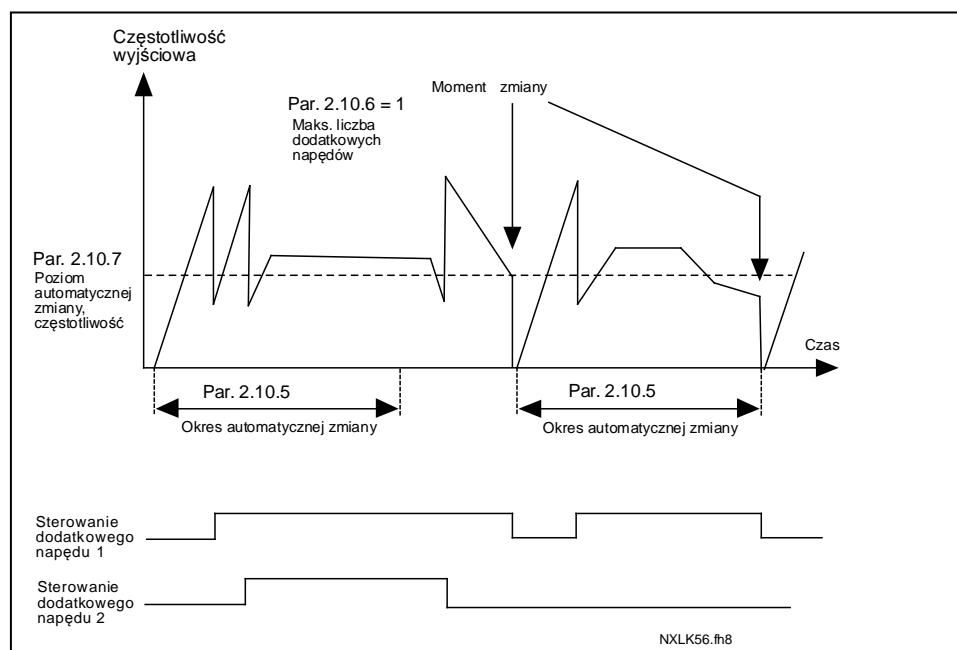 Częstotliwość
wyjściowa
Par. 2.10.6 = 1
Maks. liczba
dodatkowych
napędów
Moment zmiany
Par. 2.10.7
Poziom
automatycznej
zmiany,
częstotliwość
Czas
Par. 2.10.5
Okres automatycznej zmiany
Par. 2.10.5
Okres automatycznej zmiany
Sterowanie
dodatkowego
napędu 1
Sterowanie
dodatkowego
napędu 2
NXLK56.fh8